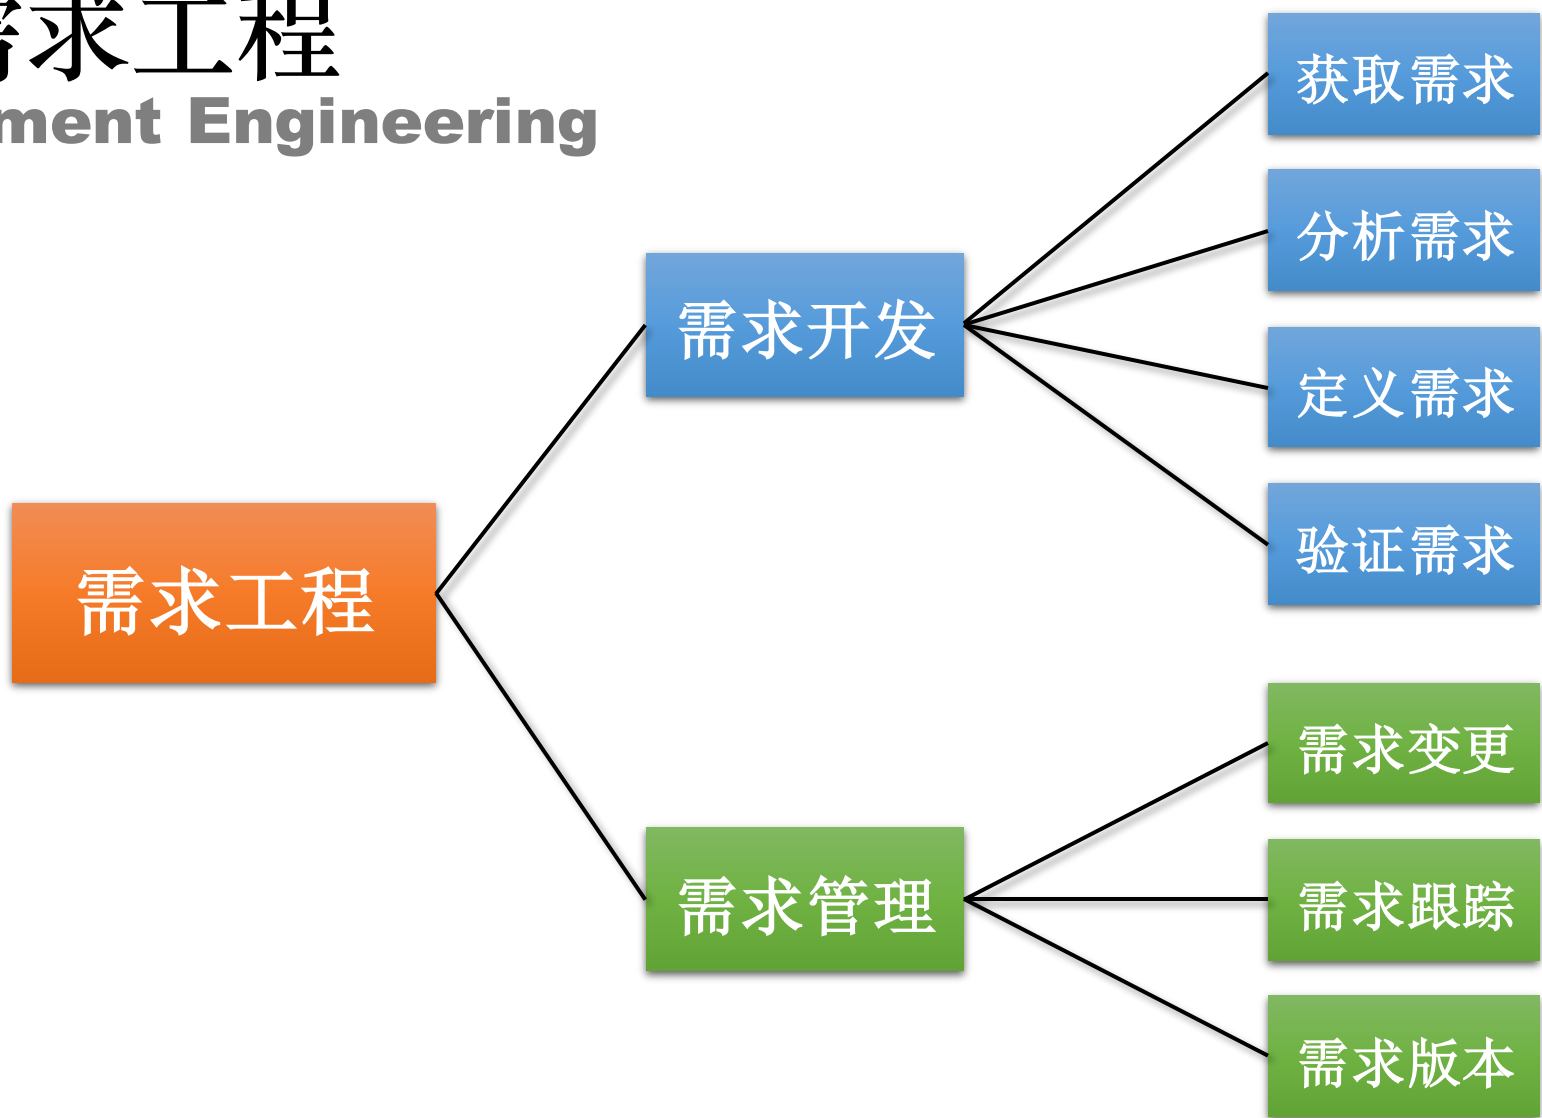 需求工程
ment Engineering
获取需求
分析需求
需求开发
定义需求
验证需求
需求工程
需求变更
需求管理
需求跟踪
需求版本